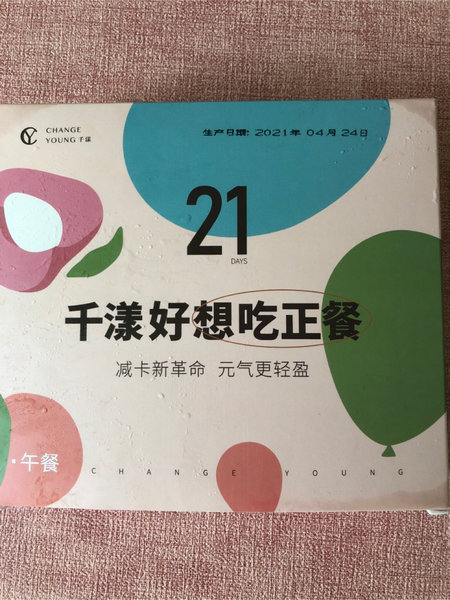 CHANGE
YOUNG 千漾
生产日期: 2021年 04月 24日
21
DAYS
千漾好想吃正餐
减卡新革命 元气更轻盈
·午餐
CHANGE YOUNG